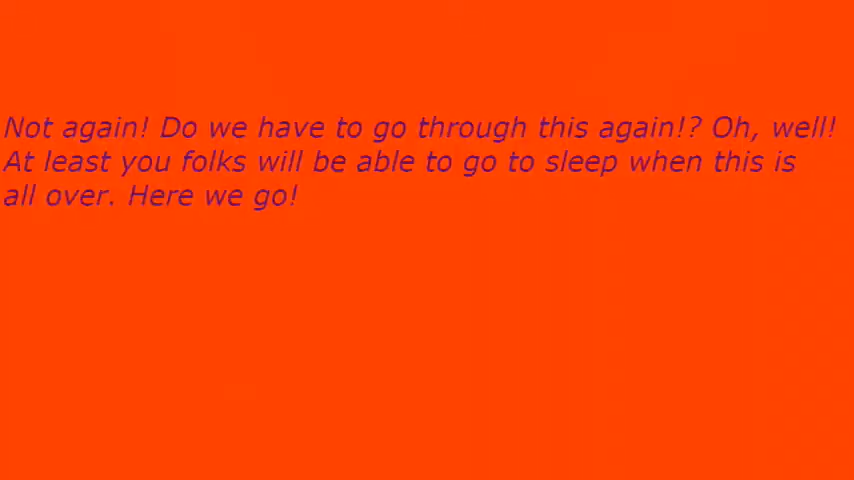 Not again! Do we have to go through this again!? Oh, well!
At least you folks will be able to go to sleep when this is
all over. Here we go!